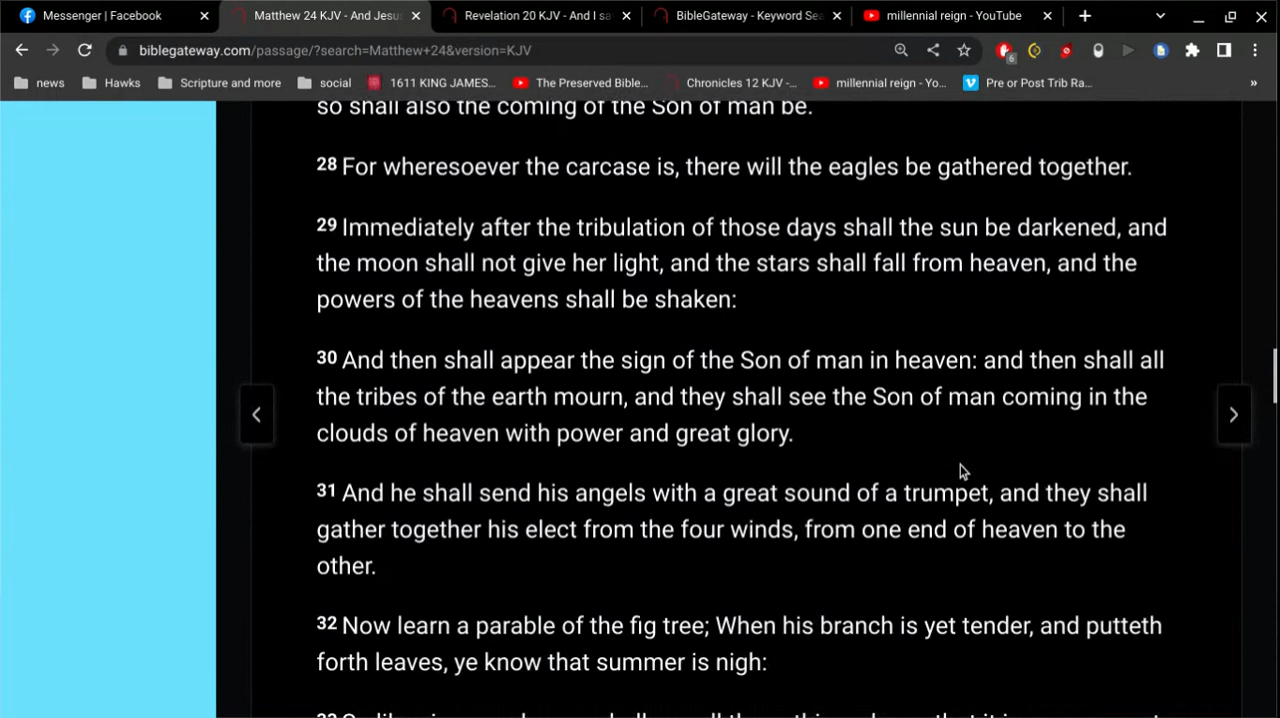 Messenger | Facebook
Matthew 24 KJV - And Jesus
Revelation 20 KJV - And I sa
BibleGateway - Keyword Sea
millennial reign - YouTube
biblegateway.com/passage/?search=Matthew+24&version=KJV
6
news
Hawks
Scripture and more
social
1611 KING JAMES...
The Preserved Bible...
Chronicles 12 KJV -...
millennial reign - Yo...
Pre or Post Trib Ra...
»
so shall also the coming of the Son of man be.
28 For wheresoever the carcase is, there will the eagles be gathered together.
29 Immediately after the tribulation of those days shall the sun be darkened, and
the moon shall not give her light, and the stars shall fall from heaven, and the
powers of the heavens shall be shaken:
30 And then shall appear the sign of the Son of man in heaven: and then shall all
the tribes of the earth mourn, and they shall see the Son of man coming in the
clouds of heaven with power and great glory.
31 And he shall send his angels with a great sound of a trumpet, and they shall
gather together his elect from the four winds, from one end of heaven to the
other.
32 Now learn a parable of the fig tree; When his branch is yet tender, and putteth
forth leaves, ye know that summer is nigh: